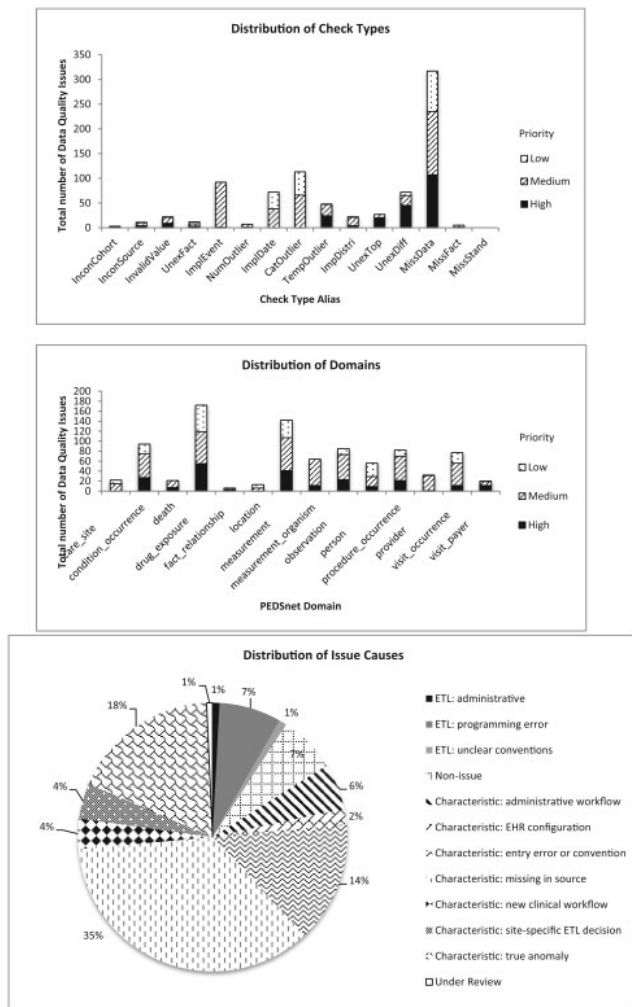 Distribution of Check Types
Total number of Data Quality Issues
350
300
250
200
150
100
50
0
Priority
Low
Medium
High
InconCohort
InconSource
InvalidValue
UnexFact
ImplEvent
NumOutlier
ImplDate
CatOutlier
TempOutlier
ImpDistri
UnexTop
UnexDiff
MissData
MissFact
MissStand
Check Type Alias
Distribution of Domains
Total number of Data Quality Issues
200
180
160
140
120
100
80
60
40
20
0
Priority
Low
Medium
High
care_site
condition_occurrence
death
drug_exposure
fact_relationship
location
measurement
measurement_organism
observation
person
procedure_occurrence
provider
visit_occurrence
visit_payer
PEDSnet Domain
Distribution of Issue Causes
1%
1%
7%
1%
7%
6%
2%
14%
35%
4%
4%
18%
ETL: administrative
ETL: programming error
ETL: unclear conventions
Non-issue
Characteristic: administrative workflow
Characteristic: EHR configuration
Characteristic: entry error or convention
Characteristic: missing in source
Characteristic: new clinical workflow
Characteristic: site-specific ETL decision
Characteristic: true anomaly
Under Review